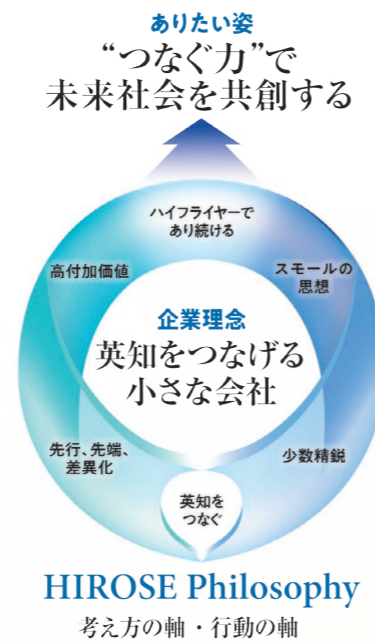 ありたい姿
“つなぐ力”で
未来社会を共創する
ハイフライヤーで
あり続ける
高付加価値
スモールの
思想
企業理念
英知をつなげる
小さな会社
先行、先端、
差異化
少数精鋭
英知を
つなぐ
HIROSE Philosophy
考え方の軸・行動の軸